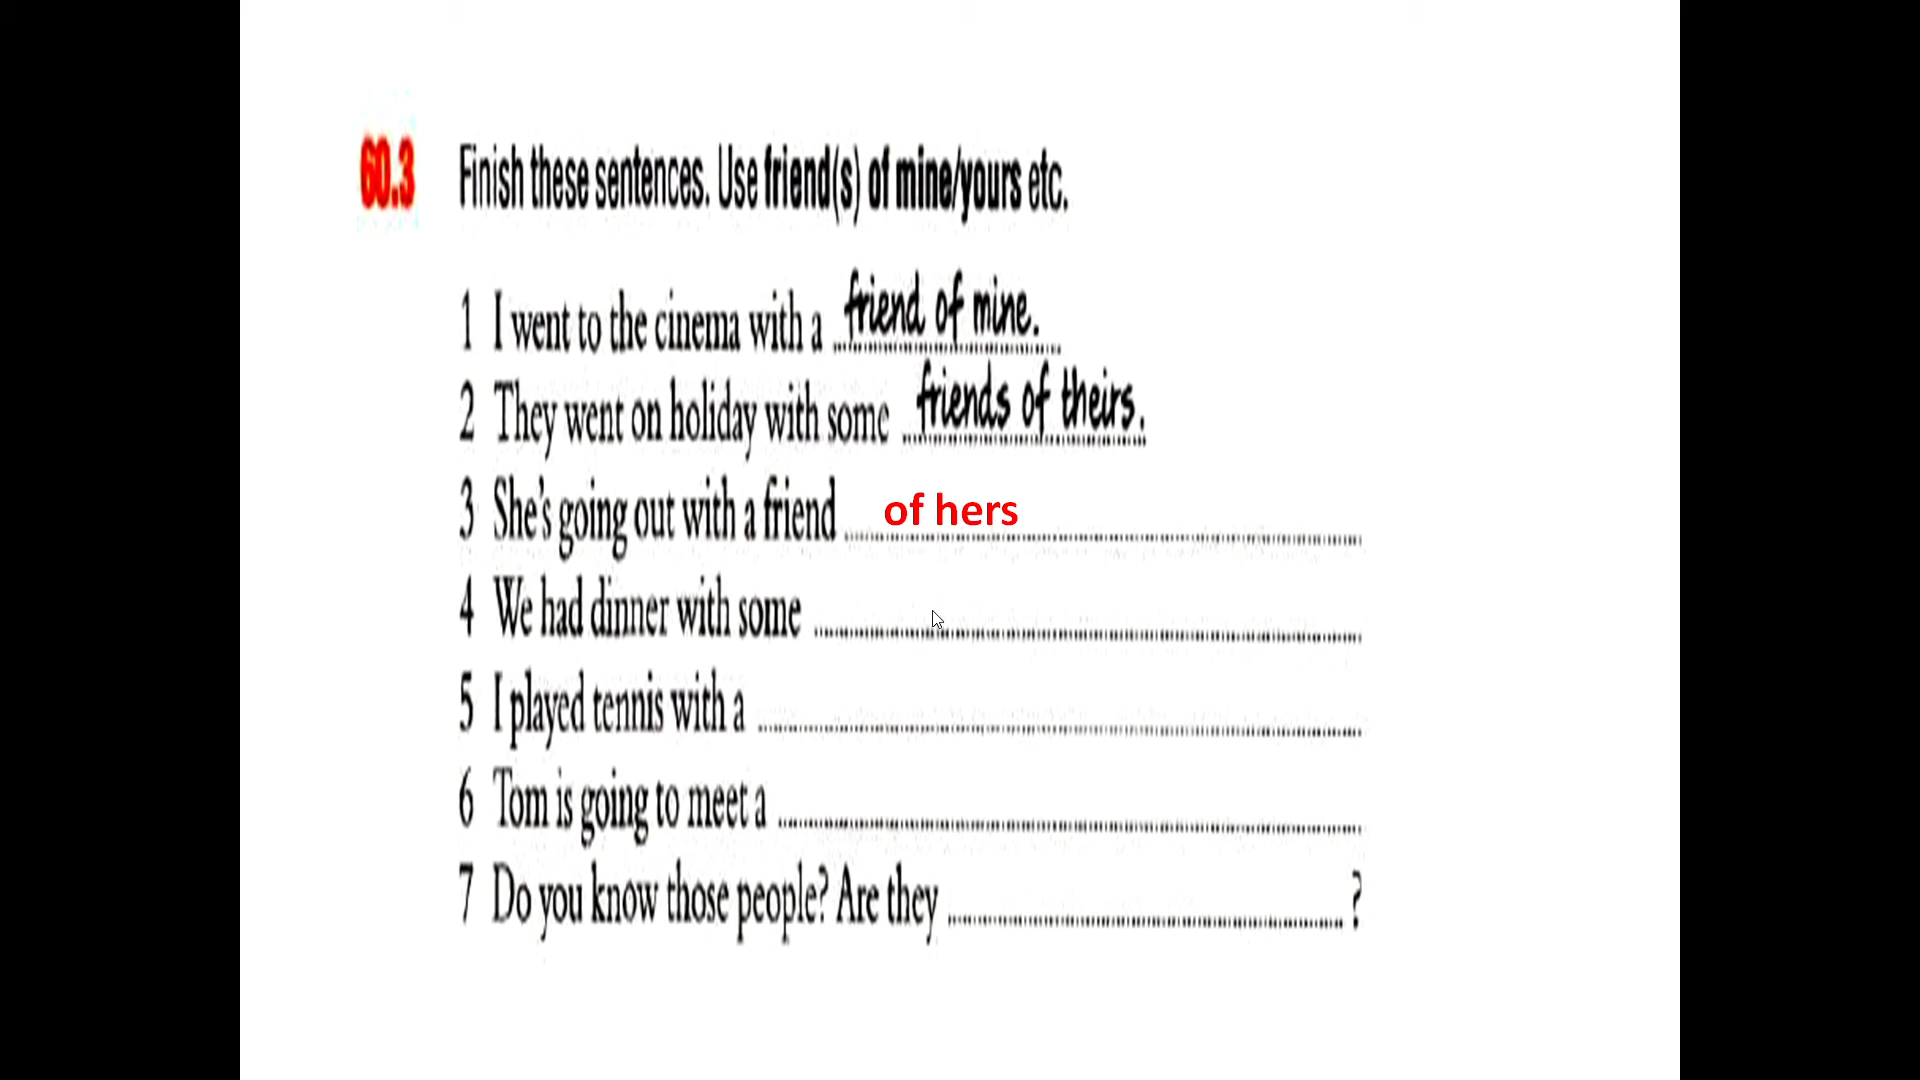 60.3 Finish these sentences. Use friend(s) of mine/yours etc.
1 I went to the cinema with a friend of mine.
2 They went on holiday with some friends of theirs.
3 She's going out with a friend of hers
4 We had dinner with some
5 I played tennis with a
6 Tom is going to meet a
7 Do you know those people? Are they ?